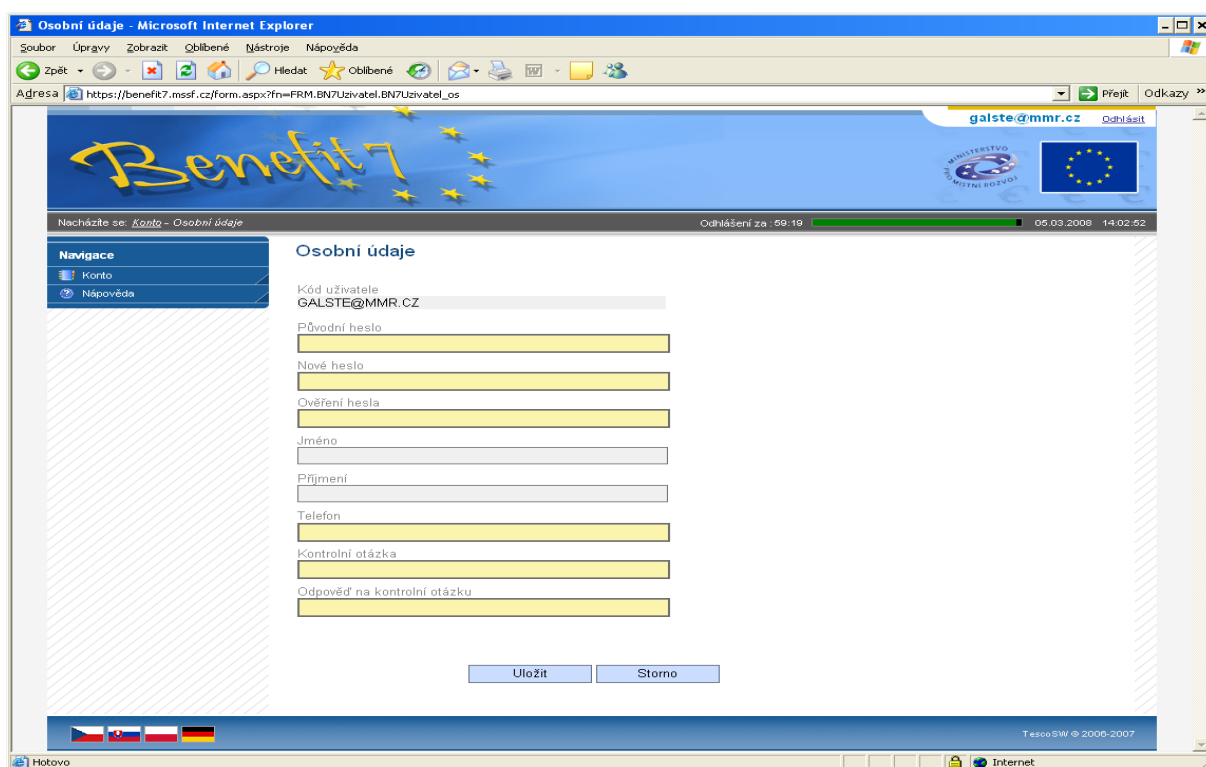 Osobní údaje - Microsoft Internet Explorer
Soubor Úpravy Zobrazit Oblíbené Nástroje Nápověda
Zpět Hledat Oblíbené
Adresa https://benefit7.mssf.cz/form.aspx?fn=FRM.BN7Uzivatel.BN7Uzivatel_os Přejít Odkazy »
galste@mmr.cz Odhlásit
Benefit7
MINISTERSTVO PRO MÍSTNÍ ROZVOJ
Nacházíte se: Konto - Osobní údaje Odhlášení za : 59:19 05.03.2008 14:02:52
Navigace
Konto
Nápověda
Osobní údaje
Kód uživatele
GALSTE@MMR.CZ
Původní heslo
Nové heslo
Ověření hesla
Jméno
Příjmení
Telefon
Kontrolní otázka
Odpověď na kontrolní otázku
Uložit Storno
TescoSW © 2006-2007
Hotovo Internet